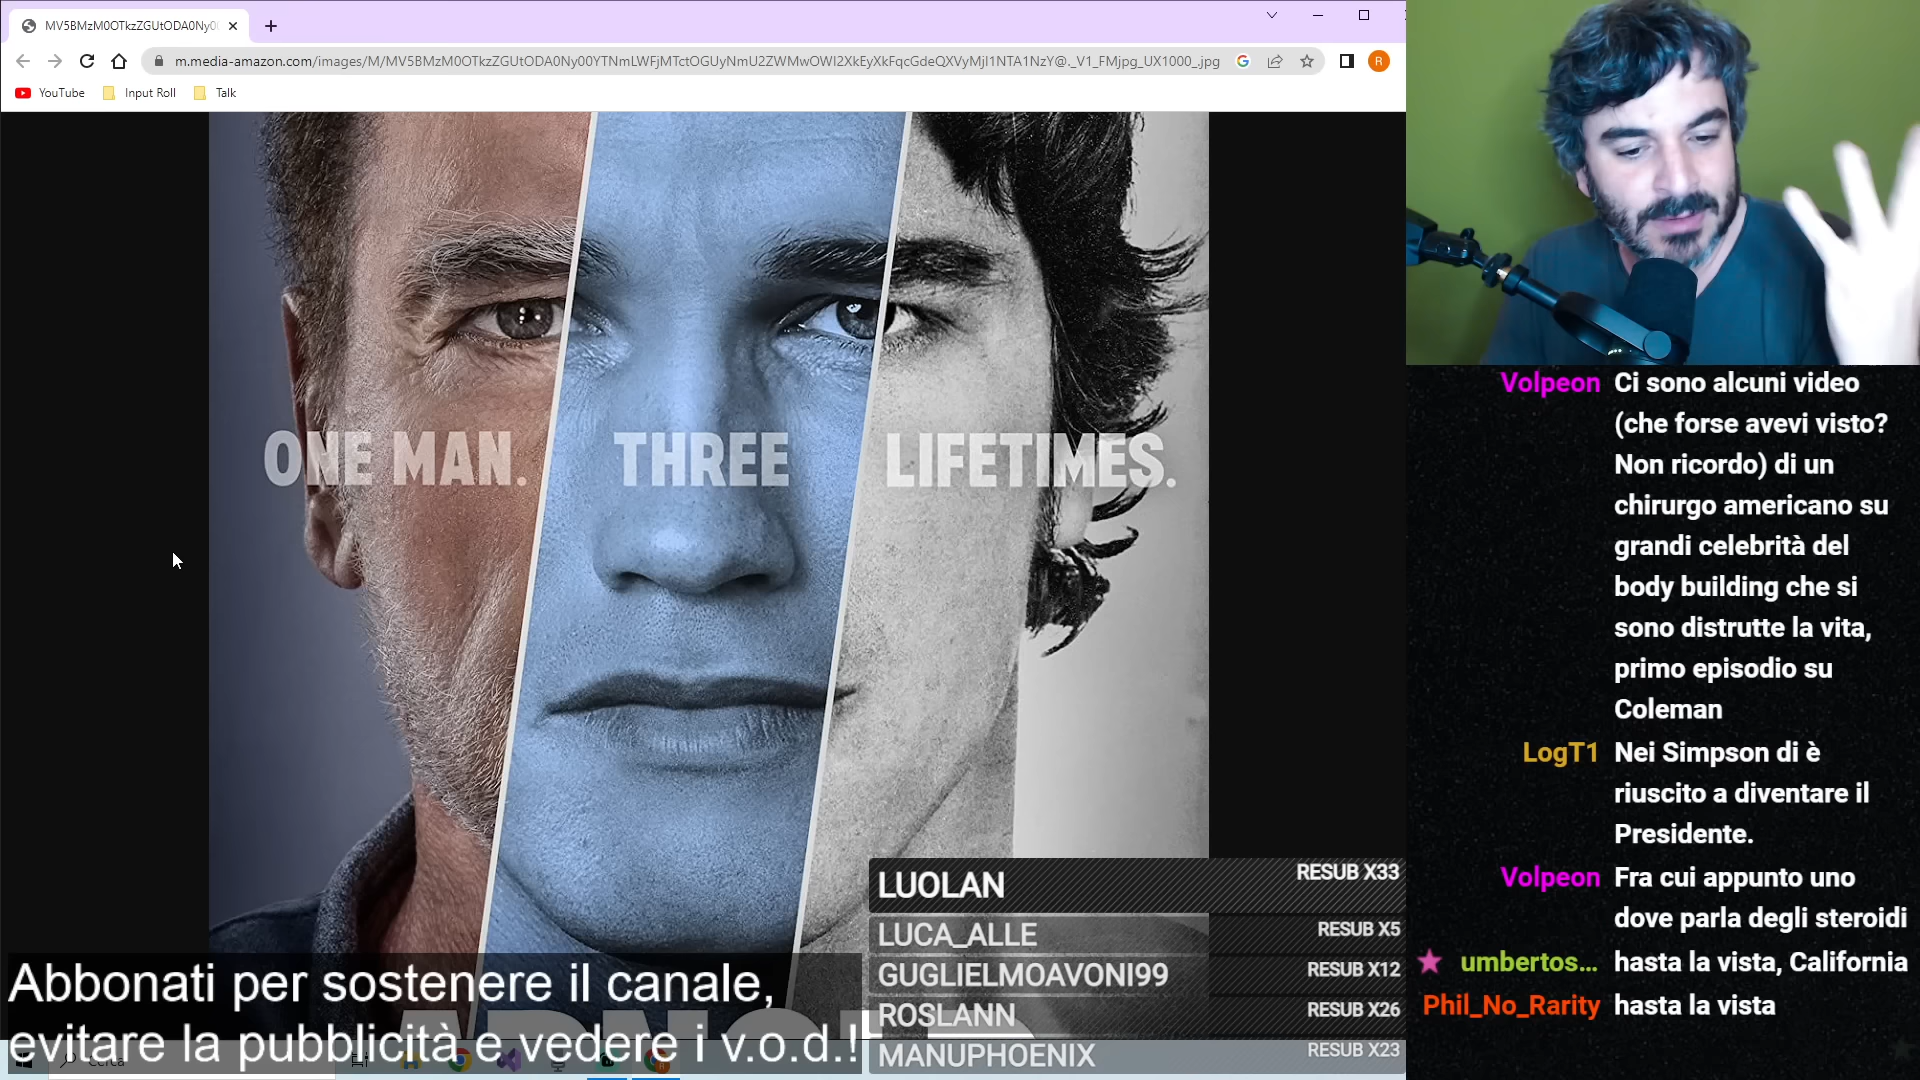 MV5BMzM0OTkzZGUtODA0Ny00
m.media-amazon.com/images/M/MV5BMzM0OTkzZGUtODA0Ny00YTNmLWFjMTctOGUyNmU2ZWMwOWI2XkEyXkFqcGdeQXVyMjI1NTA1NzY@._V1_FMjpg_UX1000_.jpg
R
YouTube
Input Roll
Talk
ONE MAN. THREE LIFETIMES.
Volpeon Ci sono alcuni video
(che forse avevi visto?
Non ricordo) di un
chirurgo americano su
grandi celebrità del
body building che si
sono distrutte la vita,
primo episodio su
Coleman
LogT1 Nei Simpson di è
riuscito a diventare il
Presidente.
Volpeon Fra cui appunto uno
dove parla degli steroidi
umbertos... hasta la vista, California
Phil_No_Rarity hasta la vista
LUOLAN RESUB X33
LUCA_ALLE RESUB X5
GUGLIELMOAVONI99 RESUB X12
ROSLANN RESUB X26
MANUPHOENIX RESUB X23
Abbonati per sostenere il canale,
evitare la pubblicità e vedere i v.o.d.!
Cerca